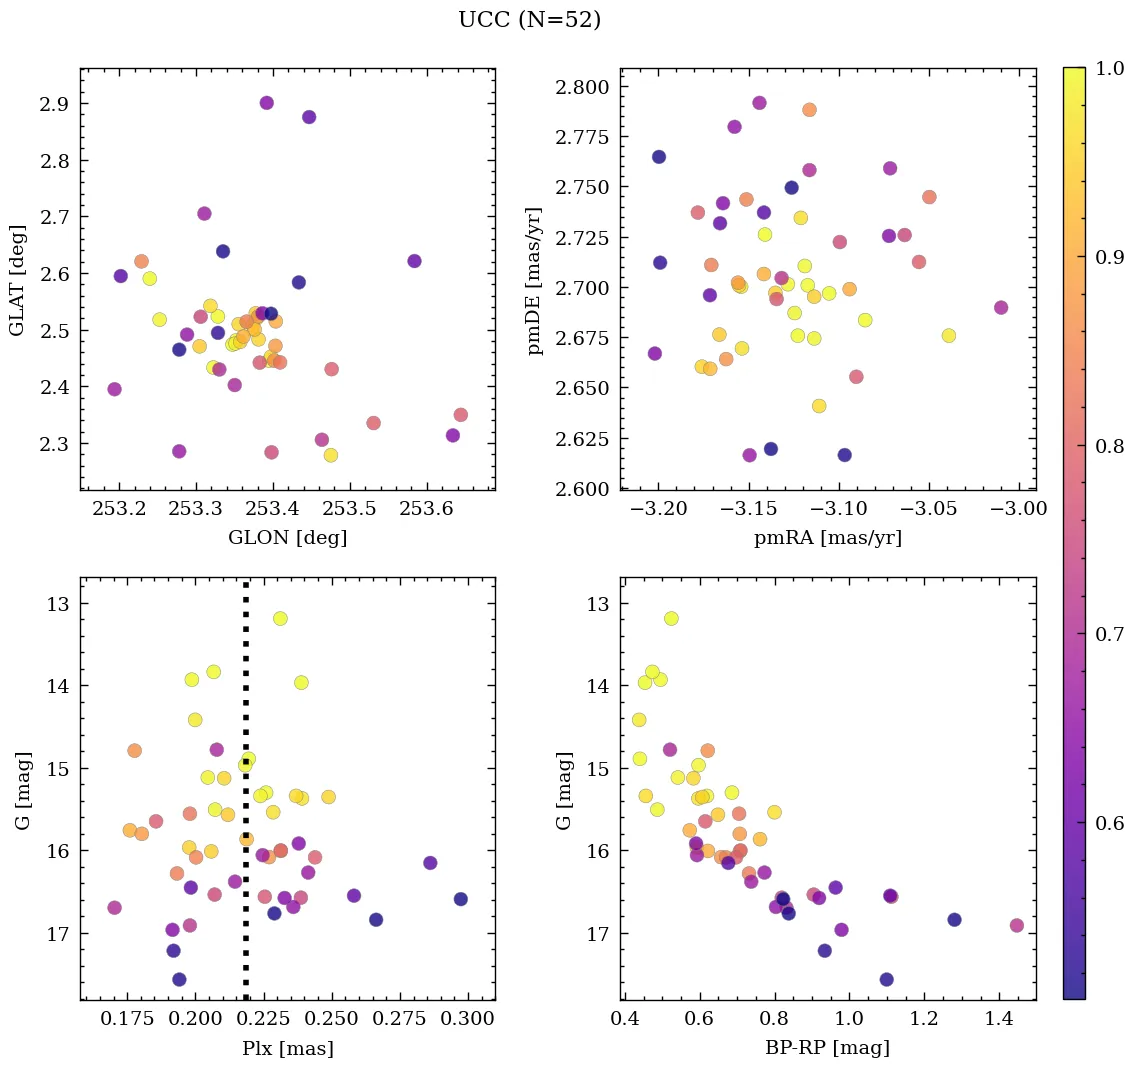 UCC (N=52)
2.9
2.8
2.7
2.6
2.5
2.4
2.3
GLAT [deg]
253.2 253.3 253.4 253.5 253.6
GLON [deg]
2.800
2.775
2.750
2.725
2.700
2.675
2.650
2.625
2.600
pmDE [mas/yr]
−3.20 −3.15 −3.10 −3.05 −3.00
pmRA [mas/yr]
1.0
0.9
0.8
0.7
0.6
13
14
15
16
17
G [mag]
0.175 0.200 0.225 0.250 0.275 0.300
Plx [mas]
13
14
15
16
17
G [mag]
0.4 0.6 0.8 1.0 1.2 1.4
BP-RP [mag]